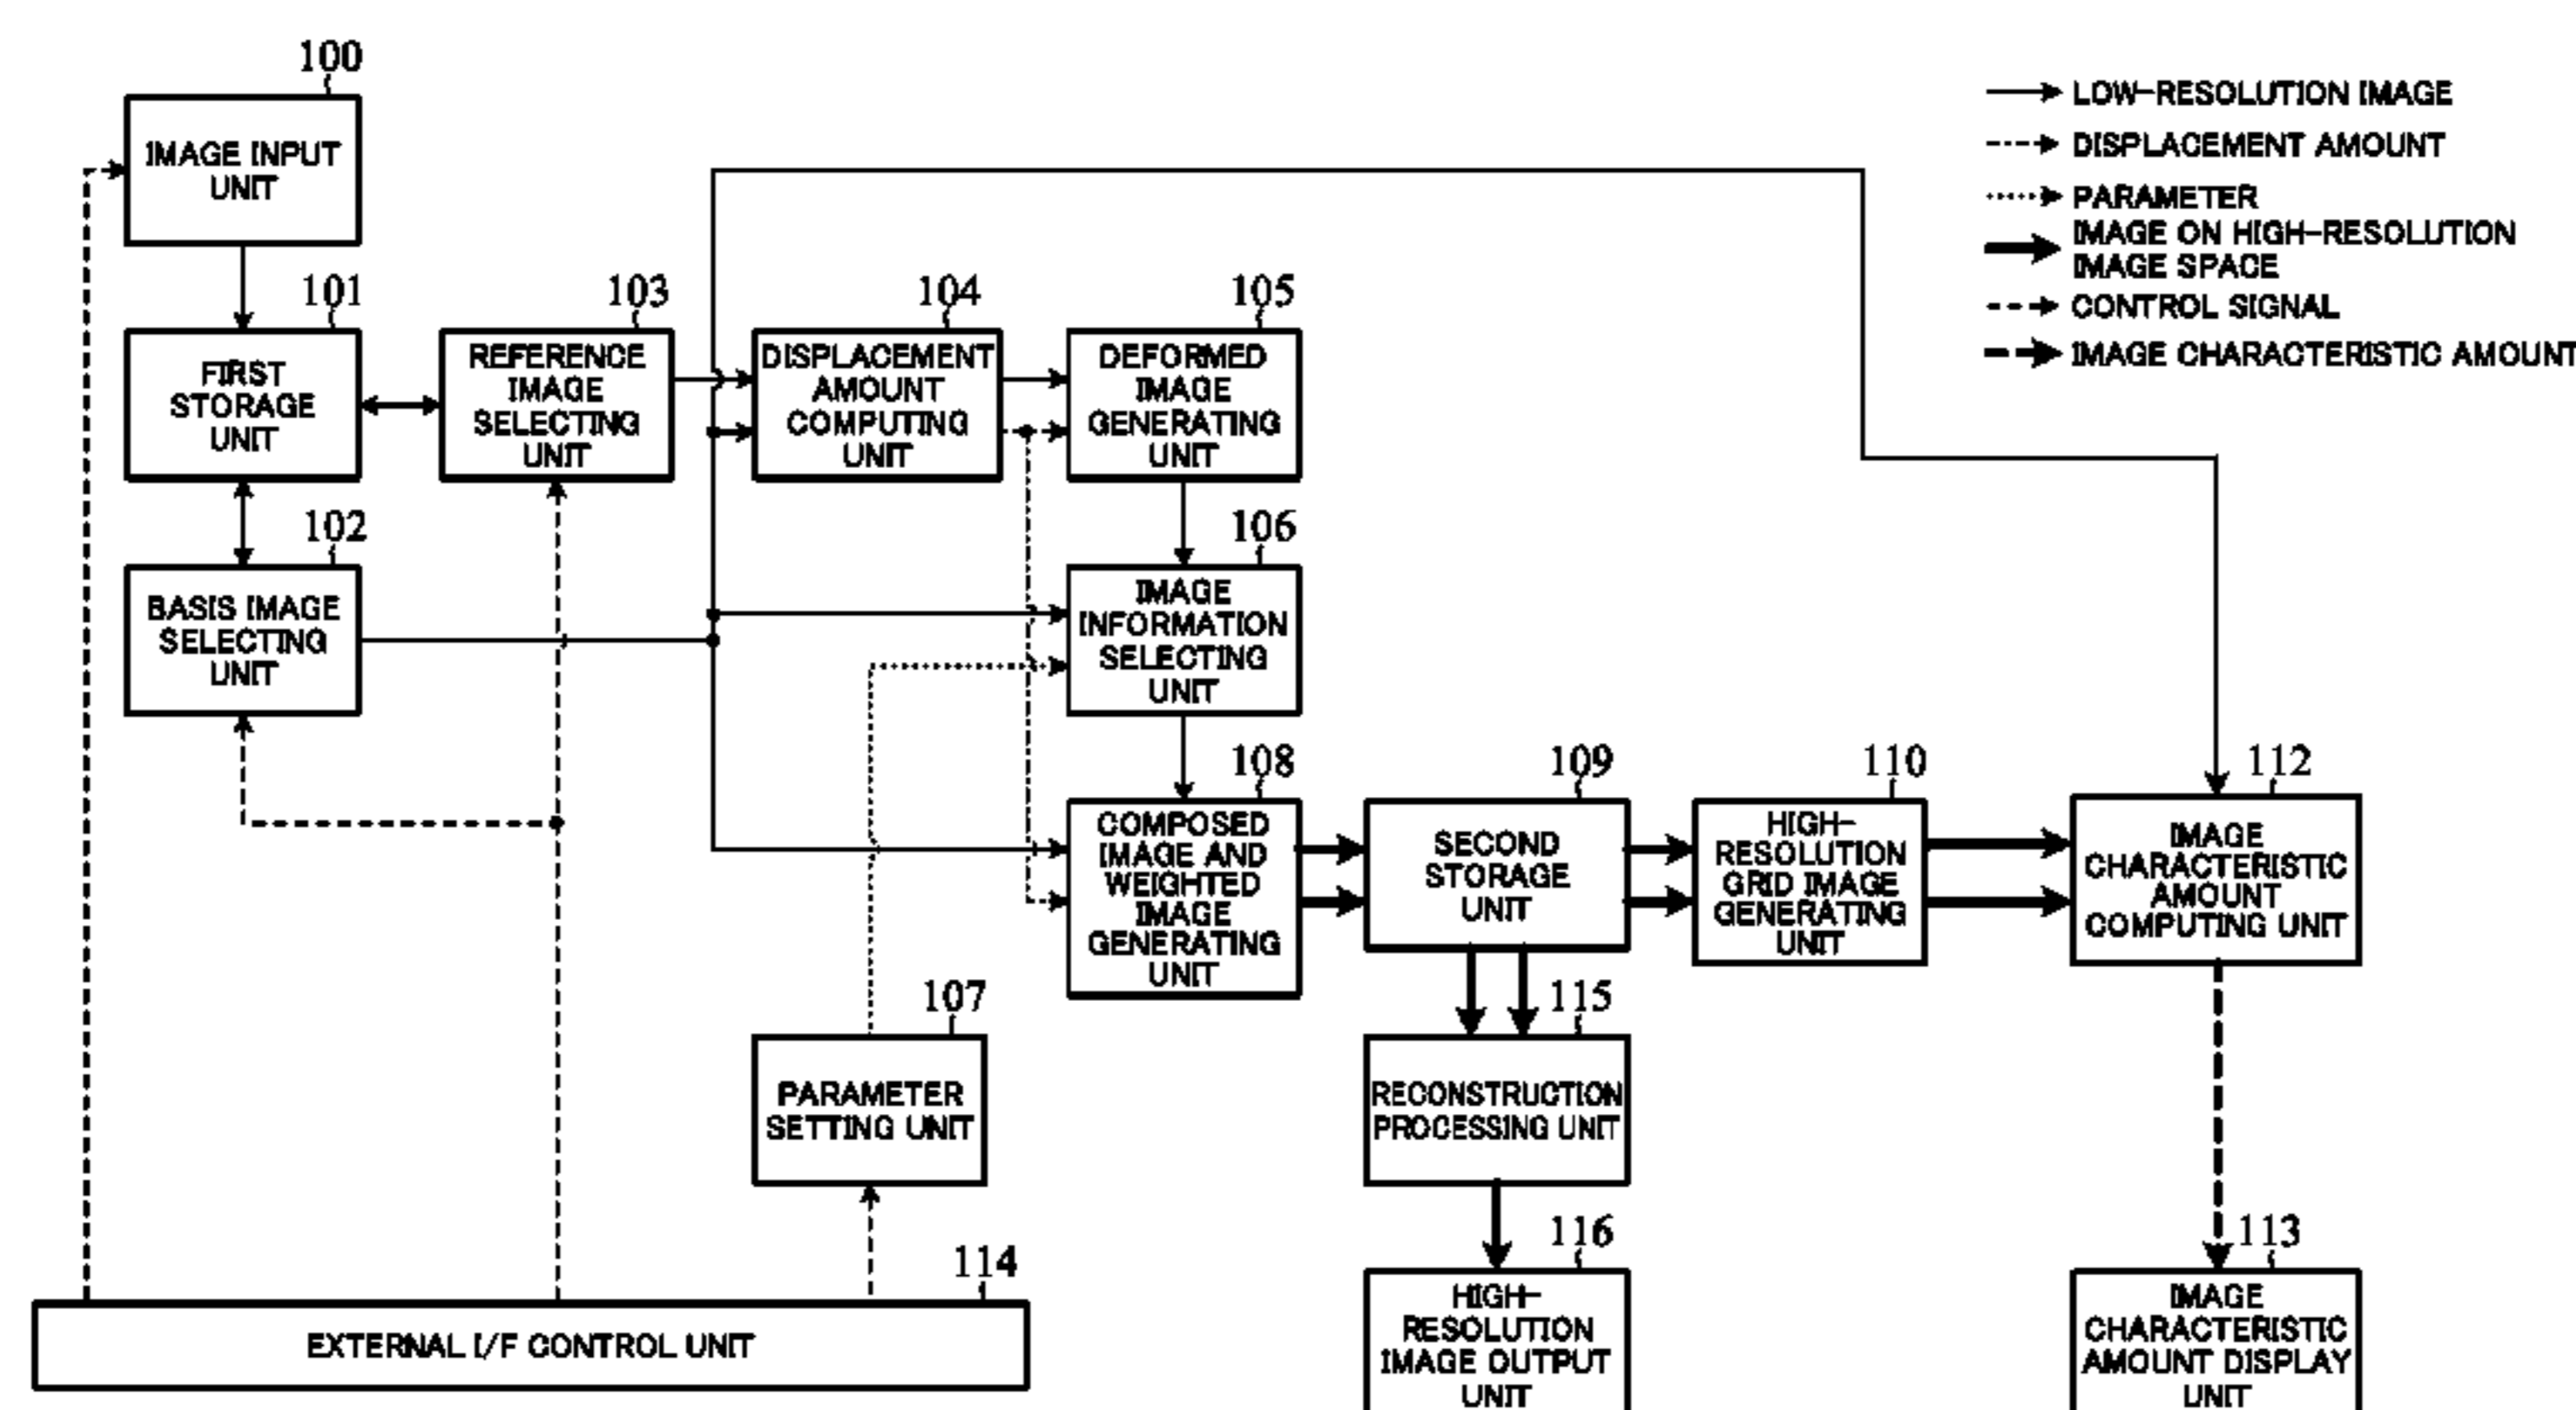 100
IMAGE INPUT
UNIT
LOW-RESOLUTION IMAGE
DISPLACEMENT AMOUNT
PARAMETER
IMAGE ON HIGH-RESOLUTION
IMAGE SPACE
CONTROL SIGNAL
IMAGE CHARACTERISTIC AMOUNT
101
FIRST
STORAGE
UNIT
103
REFERENCE
IMAGE
SELECTING
UNIT
104
DISPLACEMENT
AMOUNT
COMPUTING
UNIT
105
DEFORMED
IMAGE
GENERATING
UNIT
102
BASIS IMAGE
SELECTING
UNIT
106
IMAGE
INFORMATION
SELECTING
UNIT
108
COMPOSED
IMAGE AND
WEIGHTED
IMAGE
GENERATING
UNIT
109
SECOND
STORAGE
UNIT
110
HIGH-
RESOLUTION
GRID IMAGE
GENERATING
UNIT
112
IMAGE
CHARACTERISTIC
AMOUNT
COMPUTING UNIT
107
PARAMETER
SETTING UNIT
115
RECONSTRUCTION
PROCESSING UNIT
114
EXTERNAL I/F CONTROL UNIT
116
HIGH-
RESOLUTION
IMAGE OUTPUT
UNIT
113
IMAGE
CHARACTERISTIC
AMOUNT DISPLAY
UNIT